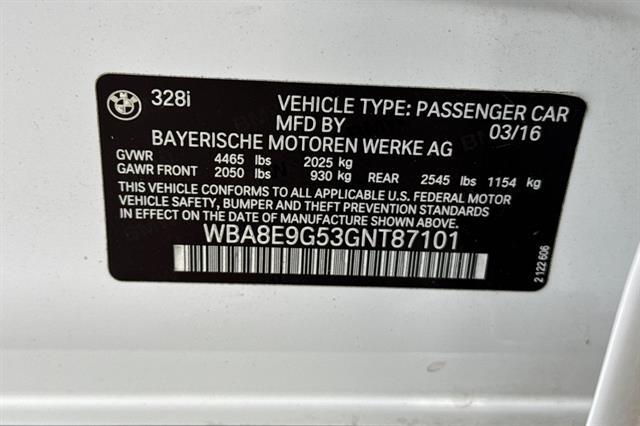 328i VEHICLE TYPE: PASSENGER CAR
MFD BY 03/16
BAYERISCHE MOTOREN WERKE AG
GVWR 4465 lbs 2025 kg
GAWR FRONT 2050 lbs 930 kg REAR 2545 lbs 1154 kg
THIS VEHICLE CONFORMS TO ALL APPLICABLE U.S. FEDERAL MOTOR
VEHICLE SAFETY, BUMPER AND THEFT PREVENTION STANDARDS
IN EFFECT ON THE DATE OF MANUFACTURE SHOWN ABOVE.
WBA8E9G53GNT87101
2 122 606